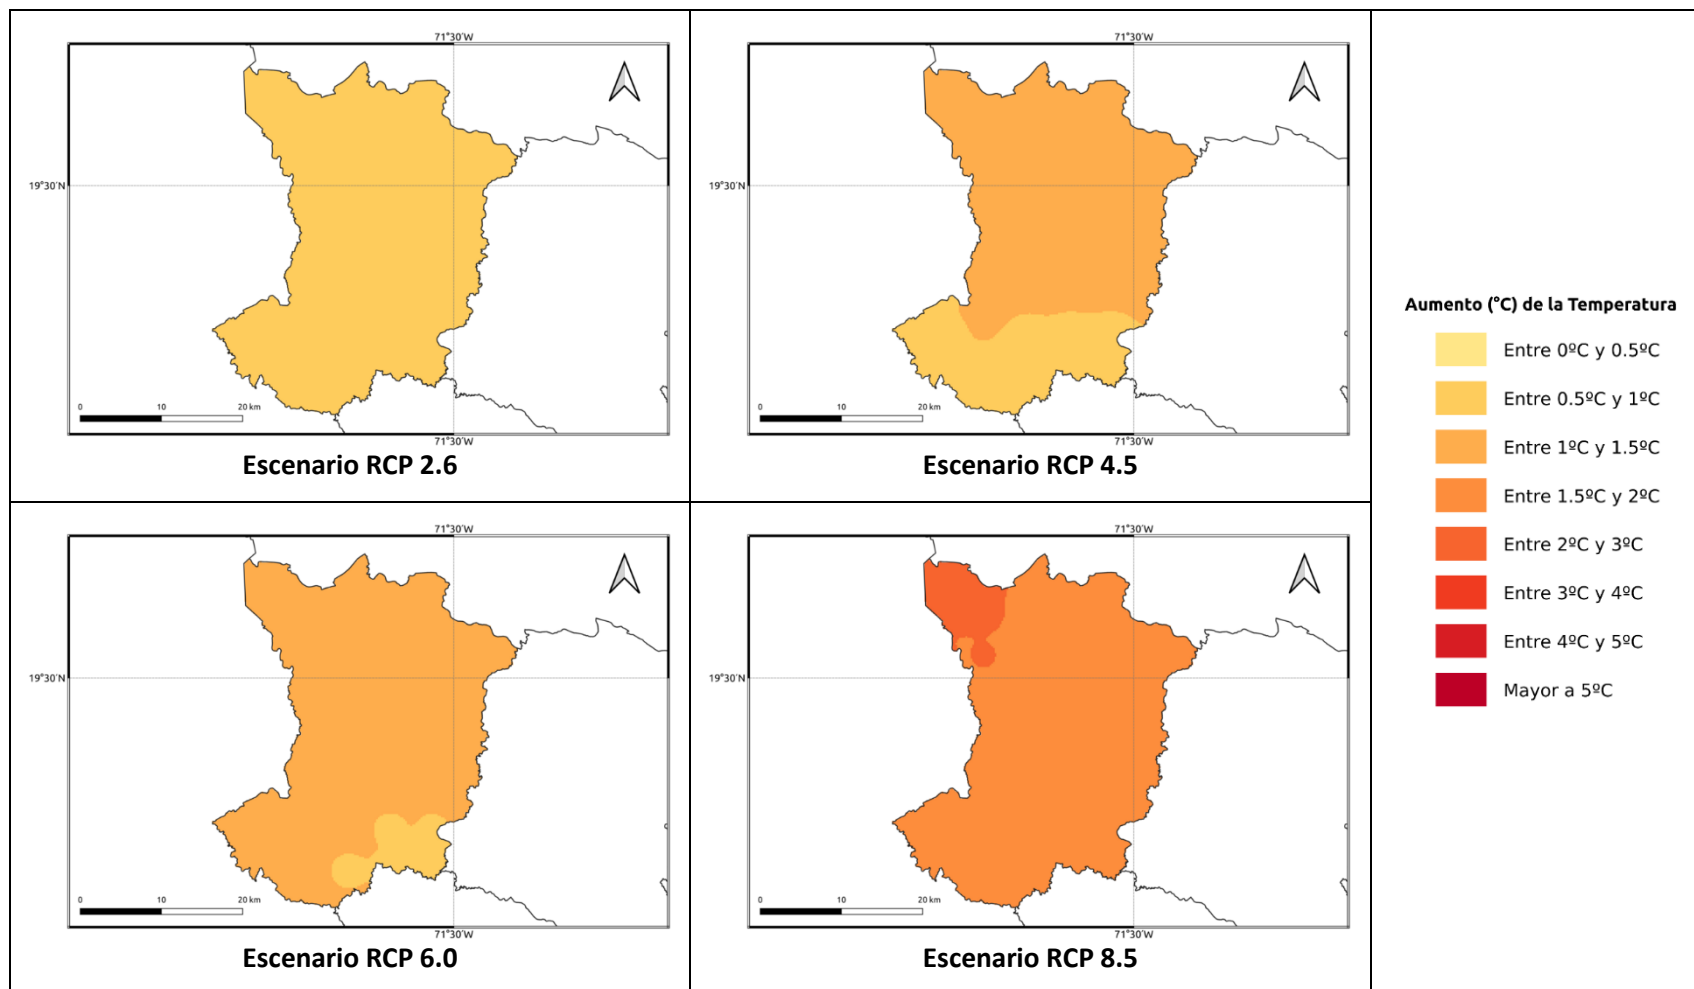 71°30'W
19°30'N
0 10 20 km
71°30'W
Escenario RCP 2.6
71°30'W
19°30'N
0 10 20 km
71°30'W
Escenario RCP 4.5
71°30'W
19°30'N
0 10 20 km
71°30'W
Escenario RCP 6.0
71°30'W
19°30'N
0 10 20 km
71°30'W
Escenario RCP 8.5
Aumento (°C) de la Temperatura
Entre 0ºC y 0.5ºC
Entre 0.5ºC y 1ºC
Entre 1ºC y 1.5ºC
Entre 1.5ºC y 2ºC
Entre 2ºC y 3ºC
Entre 3ºC y 4ºC
Entre 4ºC y 5ºC
Mayor a 5ºC